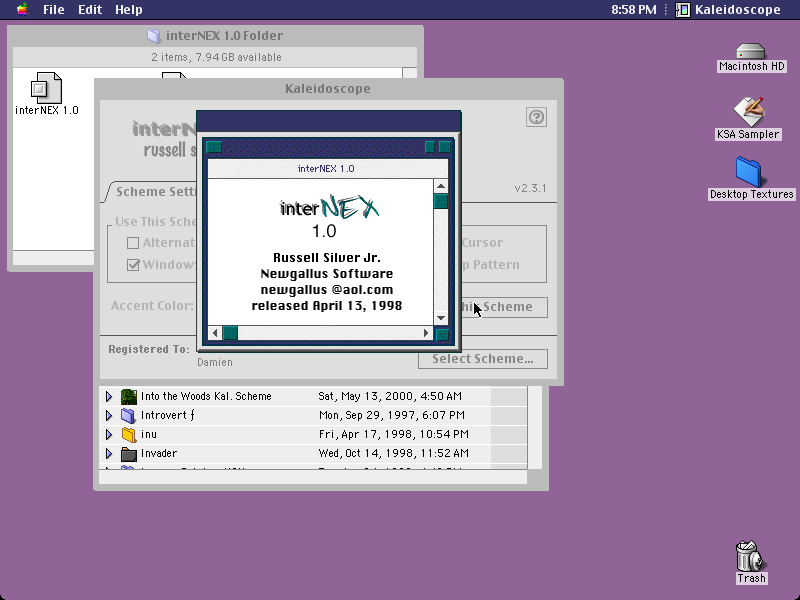 File Edit Help
8:58 PM Kaleidoscope
interNEX 1.0 Folder
2 items, 7.94GB available
interNEX 1.0
Macintosh HD
KSA Sampler
Desktop Textures
Trash
Kaleidoscope
interN
russell s
v2.3.1
Scheme Setti
Use This Sche
Alternat
Cursor
Window
p Pattern
Accent Color:
Scheme
Registered To:
Damien
Select Scheme...
interNEX 1.0
interNEX
1.0
Russell Silver Jr.
Newgallus Software
newgallus @aol.com
released April 13, 1998
Into the Woods Kal. Scheme Sat, May 13, 2000, 4:50 AM
Introvert ƒ Mon, Sep 29, 1997, 6:07 PM
inu Fri, Apr 17, 1998, 10:54 PM
Invader Wed, Oct 14, 1998, 11:52 AM